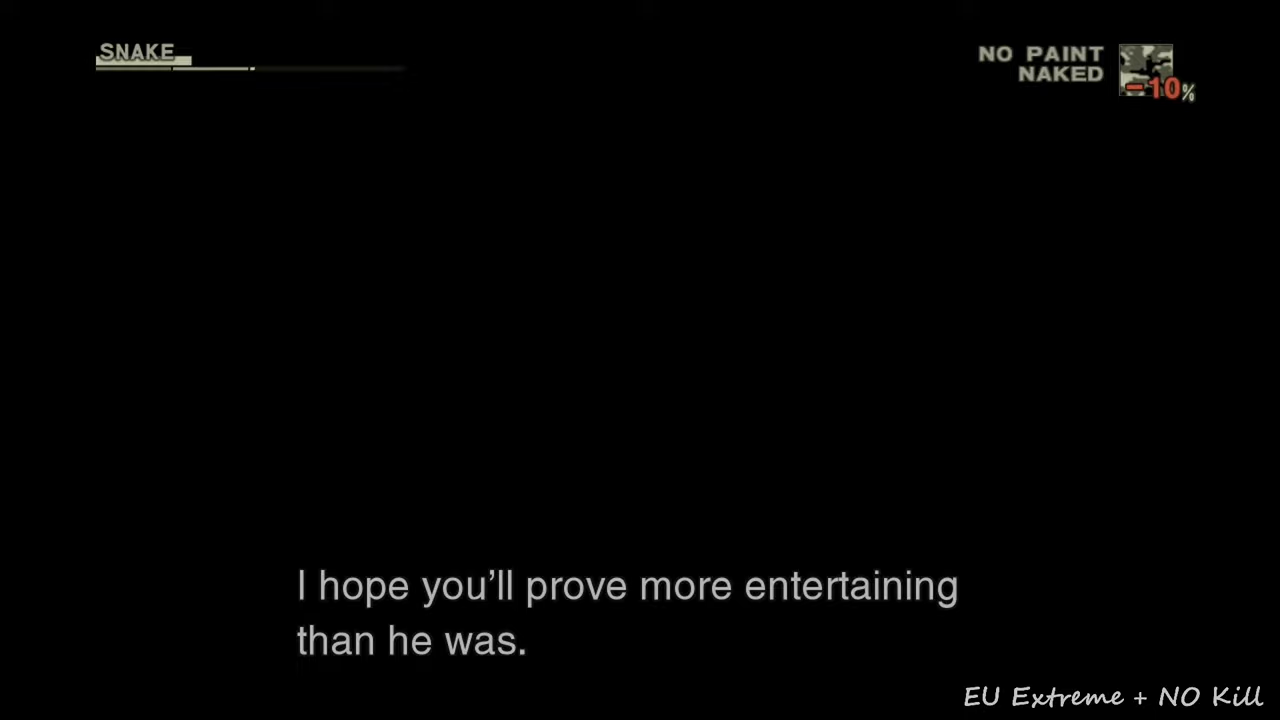 SNAKE
NO PAINT
NAKED
-10%
I hope you'll prove more entertaining
than he was.
EU Extreme + NO Kill